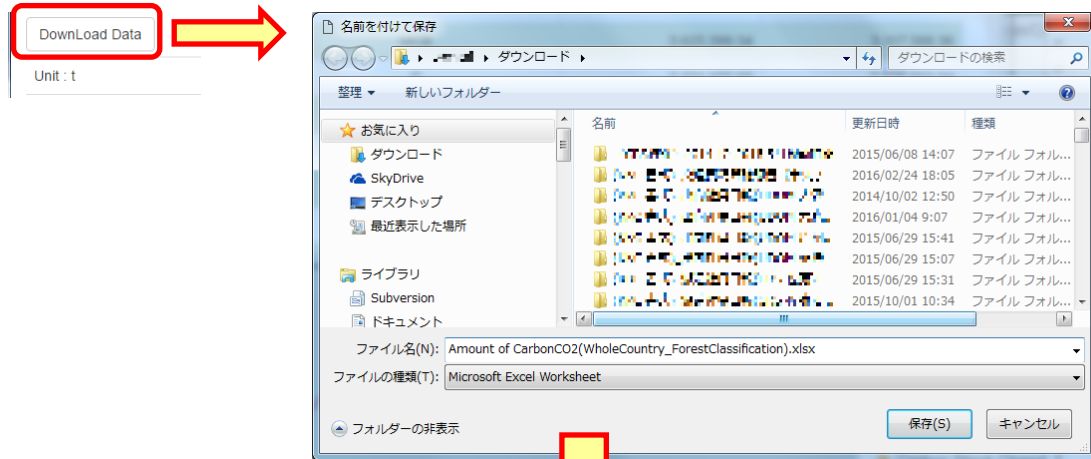 DownLoad Data
Unit : t
名前を付けて保存
ダウンロード
ダウンロードの検索
整理
新しいフォルダー
お気に入り
ダウンロード
SkyDrive
デスクトップ
最近表示した場所
ライブラリ
Subversion
ドキュメント
名前 更新日時 種類
2015/06/08 14:07 ファイル フォル...
2016/02/24 18:05 ファイル フォル...
2014/10/02 12:50 ファイル フォル...
2016/01/04 9:07 ファイル フォル...
2015/06/29 15:41 ファイル フォル...
2015/06/29 15:07 ファイル フォル...
2015/06/29 15:31 ファイル フォル...
2015/10/01 10:34 ファイル フォル...
ファイル名(N): Amount of CarbonCO2(WholeCountry_ForestClassification).xlsx
ファイルの種類(T): Microsoft Excel Worksheet
フォルダーの非表示
保存(S)
キャンセル